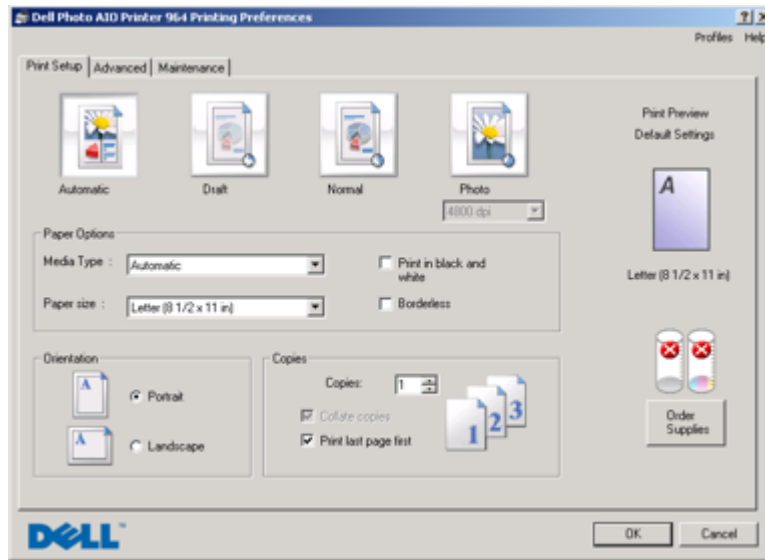 Dell Photo AIO Printer 964 Printing Preferences
Profiles Help
Print Setup Advanced Maintenance
Automatic
Draft
Normal
Photo
4800 dpi
Print Preview
Default Settings
A
Letter (8 1/2 x 11 in)
Paper Options
Media Type : Automatic
Print in black and
white
Paper size : Letter (8 1/2 x 11 in)
Borderless
Orientation
A
Portrait
A
Landscape
Copies
Copies: 1
Collate copies
Print last page first
1 2 3
Order
Supplies
DELL™
OK Cancel